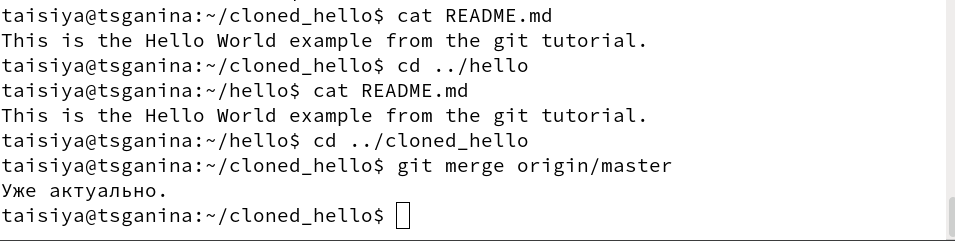 taisiya@tsganina:~/cloned_hello$ cat README.md
This is the Hello World example from the git tutorial.
taisiya@tsganina:~/cloned_hello$ cd ../hello
taisiya@tsganina:~/hello$ cat README.md
This is the Hello World example from the git tutorial.
taisiya@tsganina:~/hello$ cd ../cloned_hello
taisiya@tsganina:~/cloned_hello$ git merge origin/master
Уже актуально.
taisiya@tsganina:~/cloned_hello$